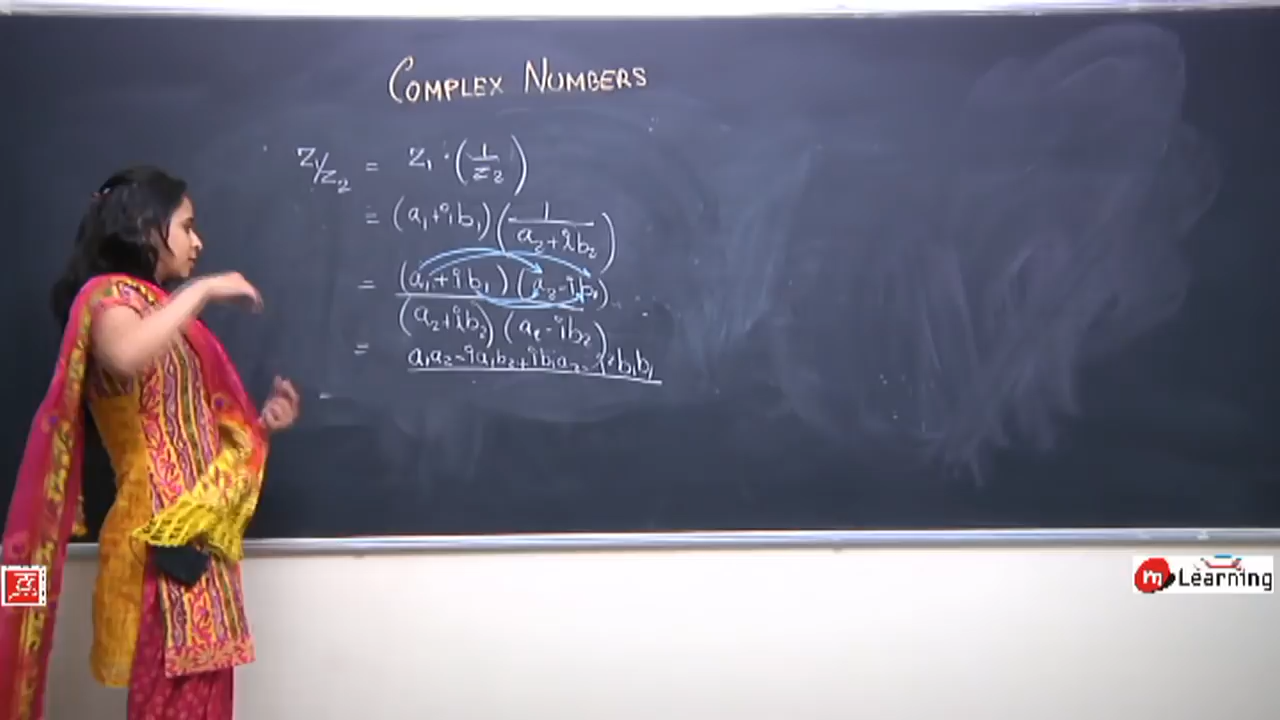 COMPLEX NUMBERS
z₁/z₂ = z₁ · (1/z₂)
= (a₁+ib₁)(1/(a₂+ib₂))
= (a₁+ib₁)(a₂-ib₂)
(a₂+ib₂)(a₂-ib₂)
= a₁a₂-ia₁b₂+ib₁a₂-i²b₁b₁
m Learning